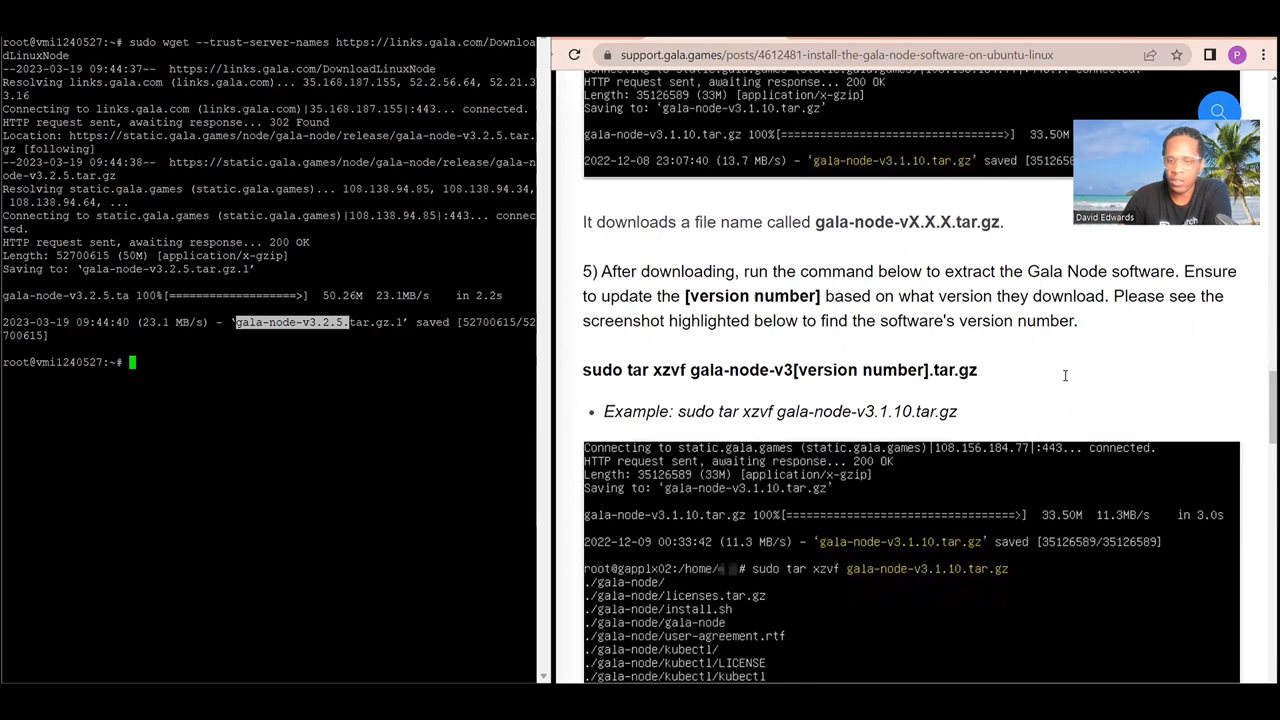 root@vmi1240527:~# sudo wget --trust-server-names https://links.gala.com/Downloa
dLinuxNode
--2023-03-19 09:44:37--  https://links.gala.com/DownloadLinuxNode
Resolving links.gala.com (links.gala.com)... 35.168.187.155, 52.2.56.64, 52.21.3
3.16
Connecting to links.gala.com (links.gala.com)|35.168.187.155|:443... connected.
HTTP request sent, awaiting response... 302 Found
Location: https://static.gala.games/node/gala-node/release/gala-node-v3.2.5.tar.
gz [following]
--2023-03-19 09:44:38--  https://static.gala.games/node/gala-node/release/gala-n
ode-v3.2.5.tar.gz
Resolving static.gala.games (static.gala.games)... 108.138.94.85, 108.138.94.34,
108.138.94.64, ...
Connecting to static.gala.games (static.gala.games)|108.138.94.85|:443... connec
ted.
HTTP request sent, awaiting response... 200 OK
Length: 52700615 (50M) [application/x-gzip]
Saving to: ‘gala-node-v3.2.5.tar.gz.1’
gala-node-v3.2.5.ta 100%[===================>]  50.26M  23.1MB/s    in 2.2s
2023-03-19 09:44:40 (23.1 MB/s) - ‘gala-node-v3.2.5.tar.gz.1’ saved [52700615/52
700615]
root@vmi1240527:~#
support.gala.games/posts/4612481-install-the-gala-node-software-on-ubuntu-linux
P
HTTP request sent, awaiting response... 200 OK
Length: 35126589 (33M) [application/x-gzip]
Saving to: ‘gala-node-v3.1.10.tar.gz’
gala-node-v3.1.10.tar.gz 100%[===================================>]  33.50M
2022-12-08 23:07:40 (13.7 MB/s) - ‘gala-node-v3.1.10.tar.gz’ saved [3512658
David Edwards
It downloads a file name called gala-node-vX.X.X.tar.gz.
5) After downloading, run the command below to extract the Gala Node software. Ensure
to update the [version number] based on what version they download. Please see the
screenshot highlighted below to find the software's version number.
sudo tar xzvf gala-node-v3[version number].tar.gz
• Example: sudo tar xzvf gala-node-v3.1.10.tar.gz
Connecting to static.gala.games (static.gala.games)|108.156.184.77|:443... connected.
HTTP request sent, awaiting response... 200 OK
Length: 35126589 (33M) [application/x-gzip]
Saving to: ‘gala-node-v3.1.10.tar.gz’
gala-node-v3.1.10.tar.gz 100%[===================================>]  33.50M  11.3MB/s    in 3.0s
2022-12-09 00:33:42 (11.3 MB/s) - ‘gala-node-v3.1.10.tar.gz’ saved [35126589/35126589]
root@gapplx02:/home/ # sudo tar xzvf gala-node-v3.1.10.tar.gz
./gala-node/
./gala-node/licenses.tar.gz
./gala-node/install.sh
./gala-node/gala-node
./gala-node/user-agreement.rtf
./gala-node/kubectl/
./gala-node/kubectl/LICENSE
./gala-node/kubectl/kubectl